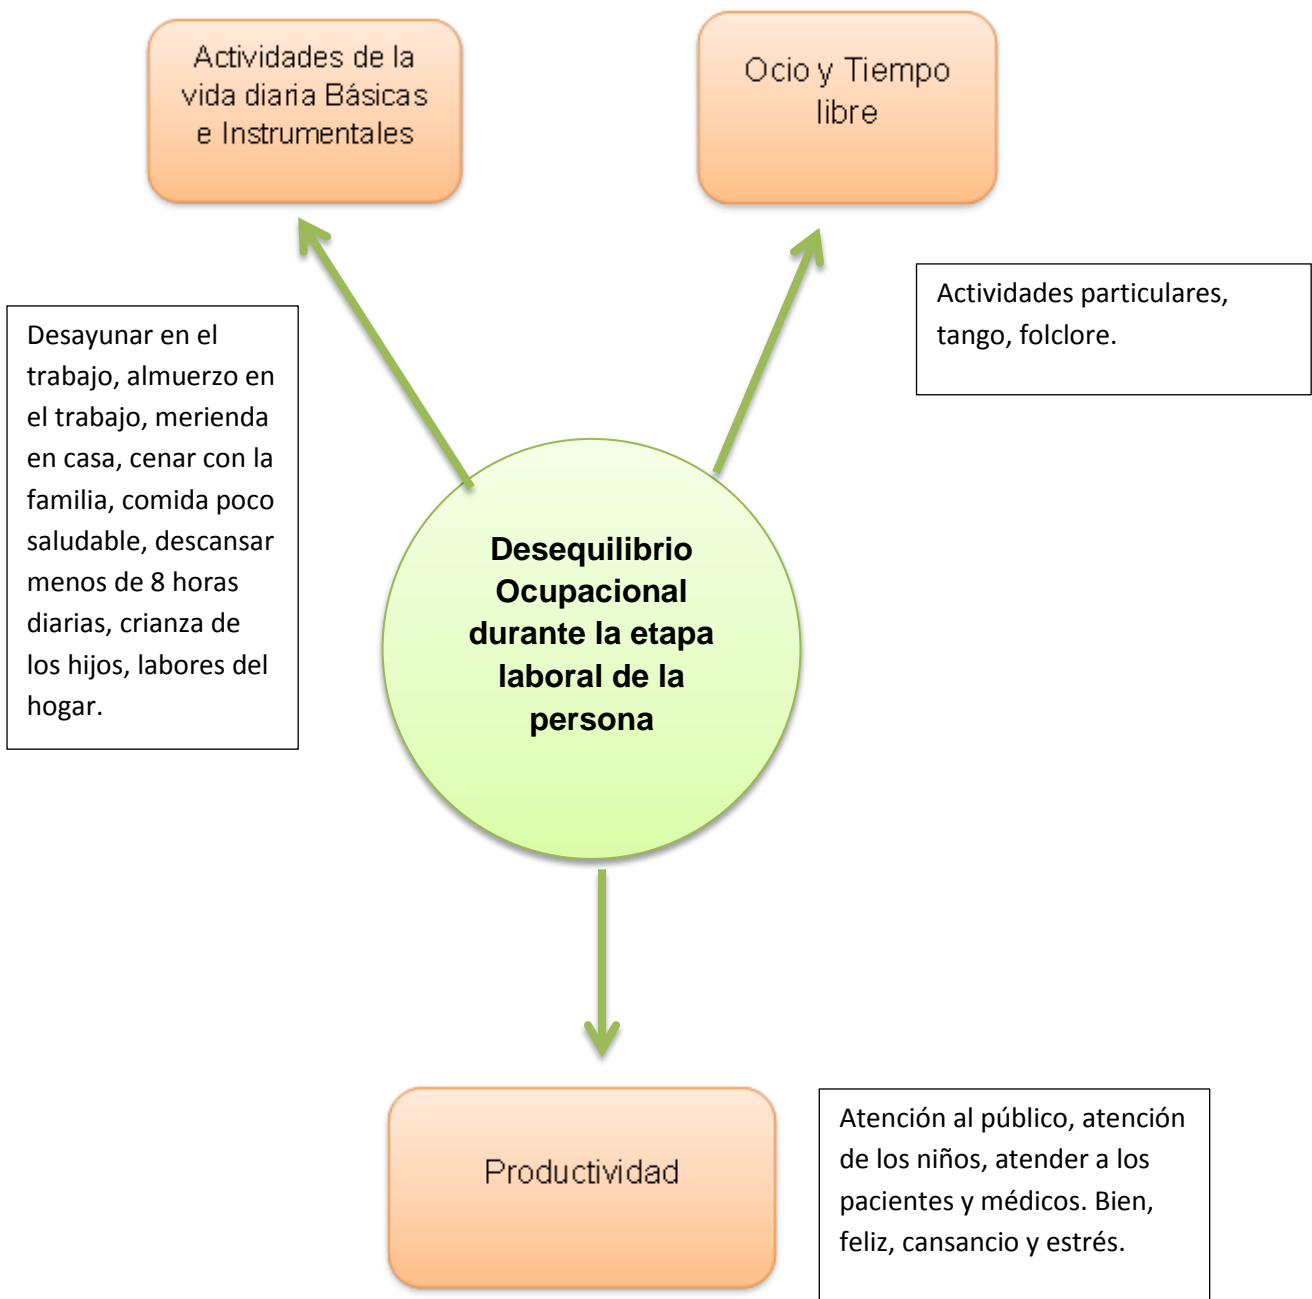 Actividades de la
vida diaria Básicas
e Instrumentales
Ocio y Tiempo
libre
Actividades particulares,
tango, folclore.
Desayunar en el
trabajo, almuerzo en
el trabajo, merienda
en casa, cenar con la
familia, comida poco
saludable, descansar
menos de 8 horas
diarias, crianza de
los hijos, labores del
hogar.
Desequilibrio
Ocupacional
durante la etapa
laboral de la
persona
Productividad
Atención al público, atención
de los niños, atender a los
pacientes y médicos. Bien,
feliz, cansancio y estrés.